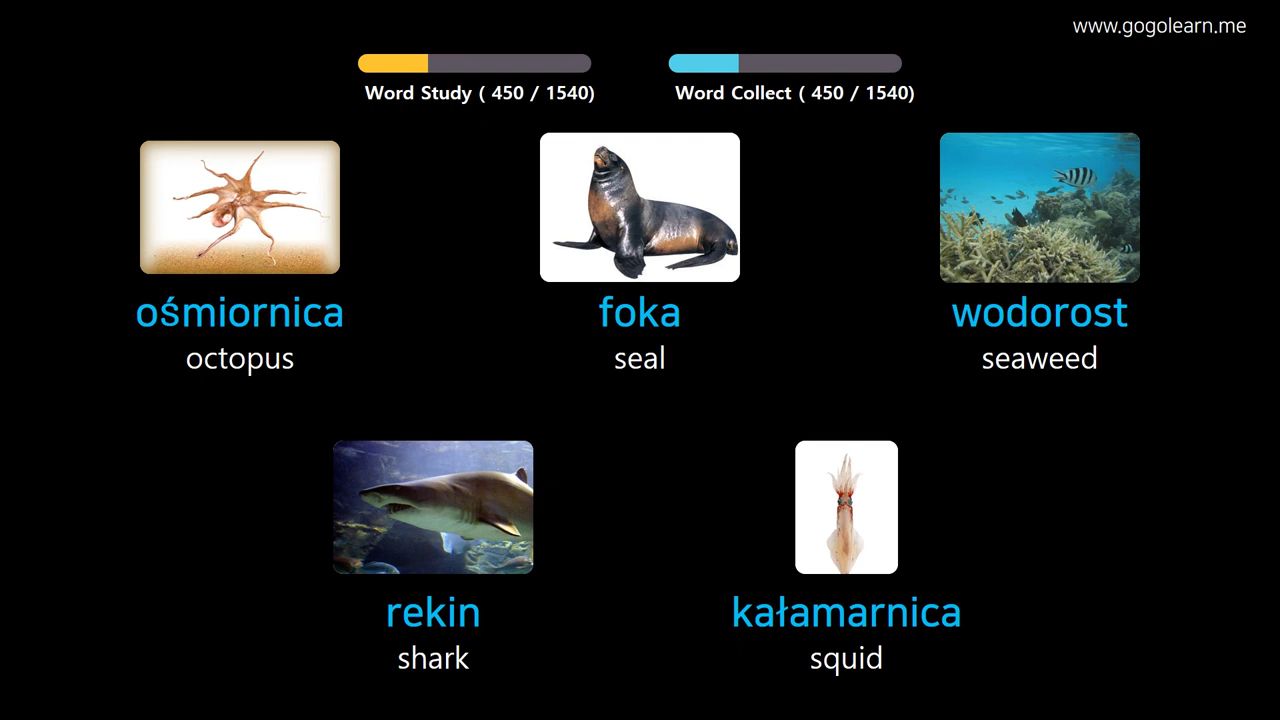 www.gogolearn.me
Word Study ( 450 / 1540)
Word Collect ( 450 / 1540)
ośmiornica
octopus
foka
seal
wodorost
seaweed
rekin
shark
kałamarnica
squid